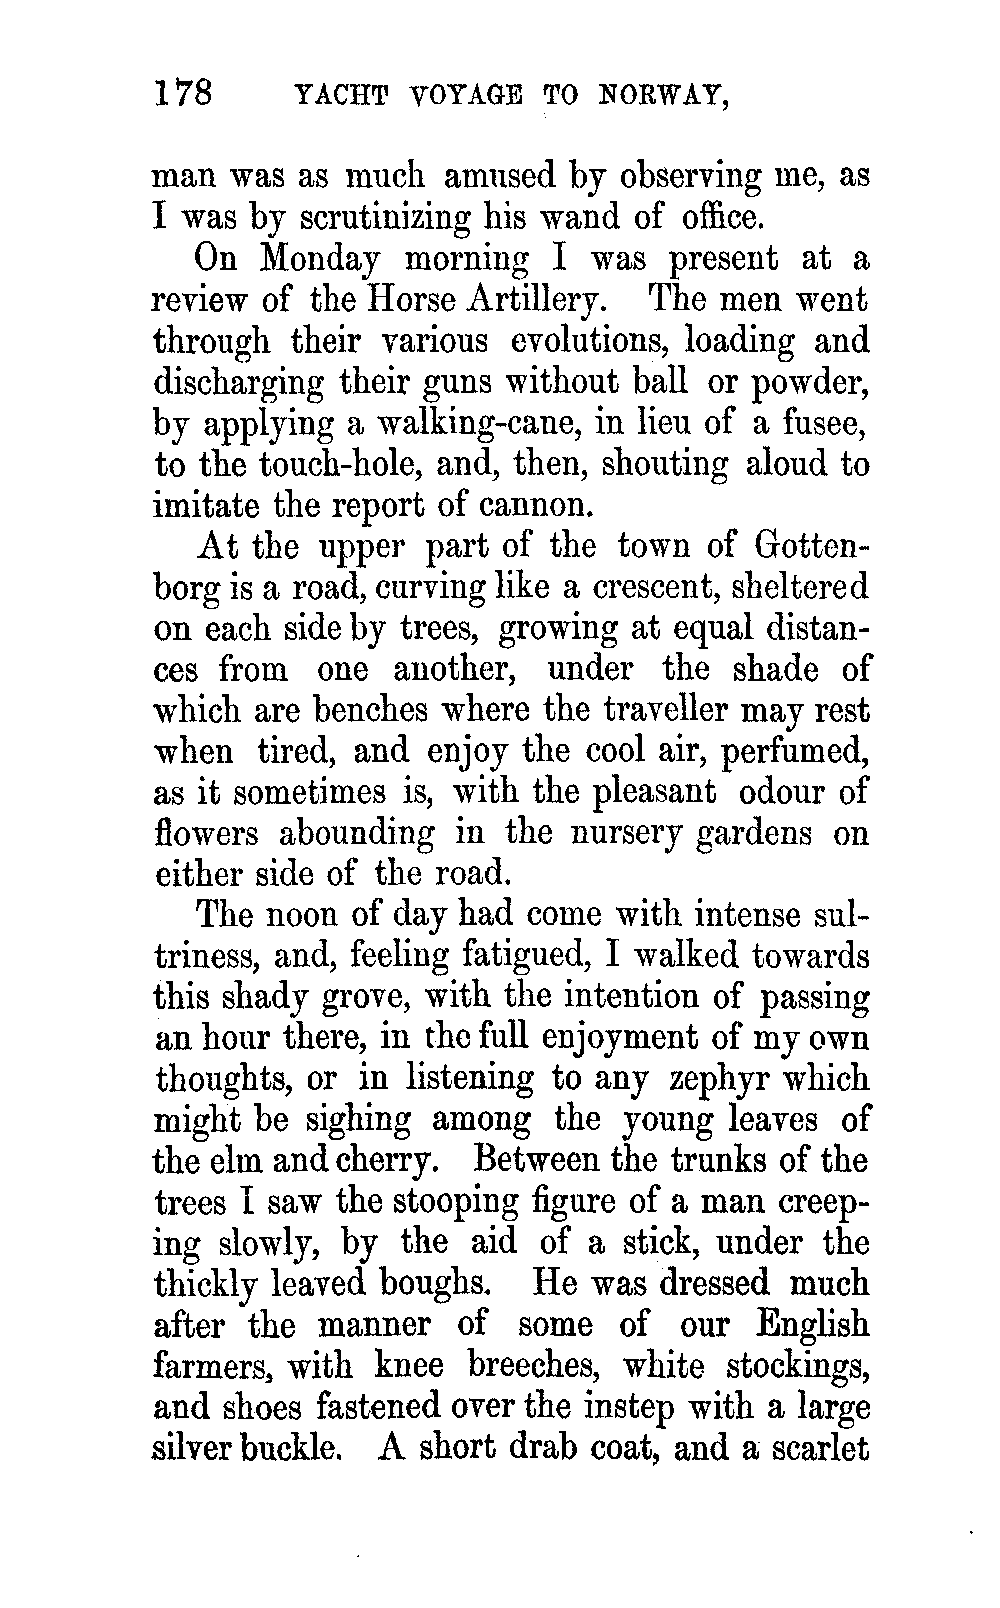 178 YACHT VOYAGE TO NORWAY,
man was as much amused by observing me, as
I was by scrutinizing his wand of office.
On Monday morning I was present at a
review of the Horse Artillery. The men went
through their various evolutions, loading and
discharging their guns without ball or powder,
by applying a walking-cane, in lieu of a fusee,
to the touch-hole, and, then, shouting aloud to
imitate the report of cannon.
At the upper part of the town of Gotten-
borg is a road, curving like a crescent, sheltered
on each side by trees, growing at equal distan-
ces from one another, under the shade of
which are benches where the traveller may rest
when tired, and enjoy the cool air, perfumed,
as it sometimes is, with the pleasant odour of
flowers abounding in the nursery gardens on
either side of the road.
The noon of day had come with intense sul-
triness, and, feeling fatigued, I walked towards
this shady grove, with the intention of passing
an hour there, in the full enjoyment of my own
thoughts, or in listening to any zephyr which
might be sighing among the young leaves of
the elm and cherry. Between the trunks of the
trees I saw the stooping figure of a man creep-
ing slowly, by the aid of a stick, under the
thickly leaved boughs. He was dressed much
after the manner of some of our English
farmers, with knee breeches, white stockings,
and shoes fastened over the instep with a large
silver buckle. A short drab coat, and a scarlet